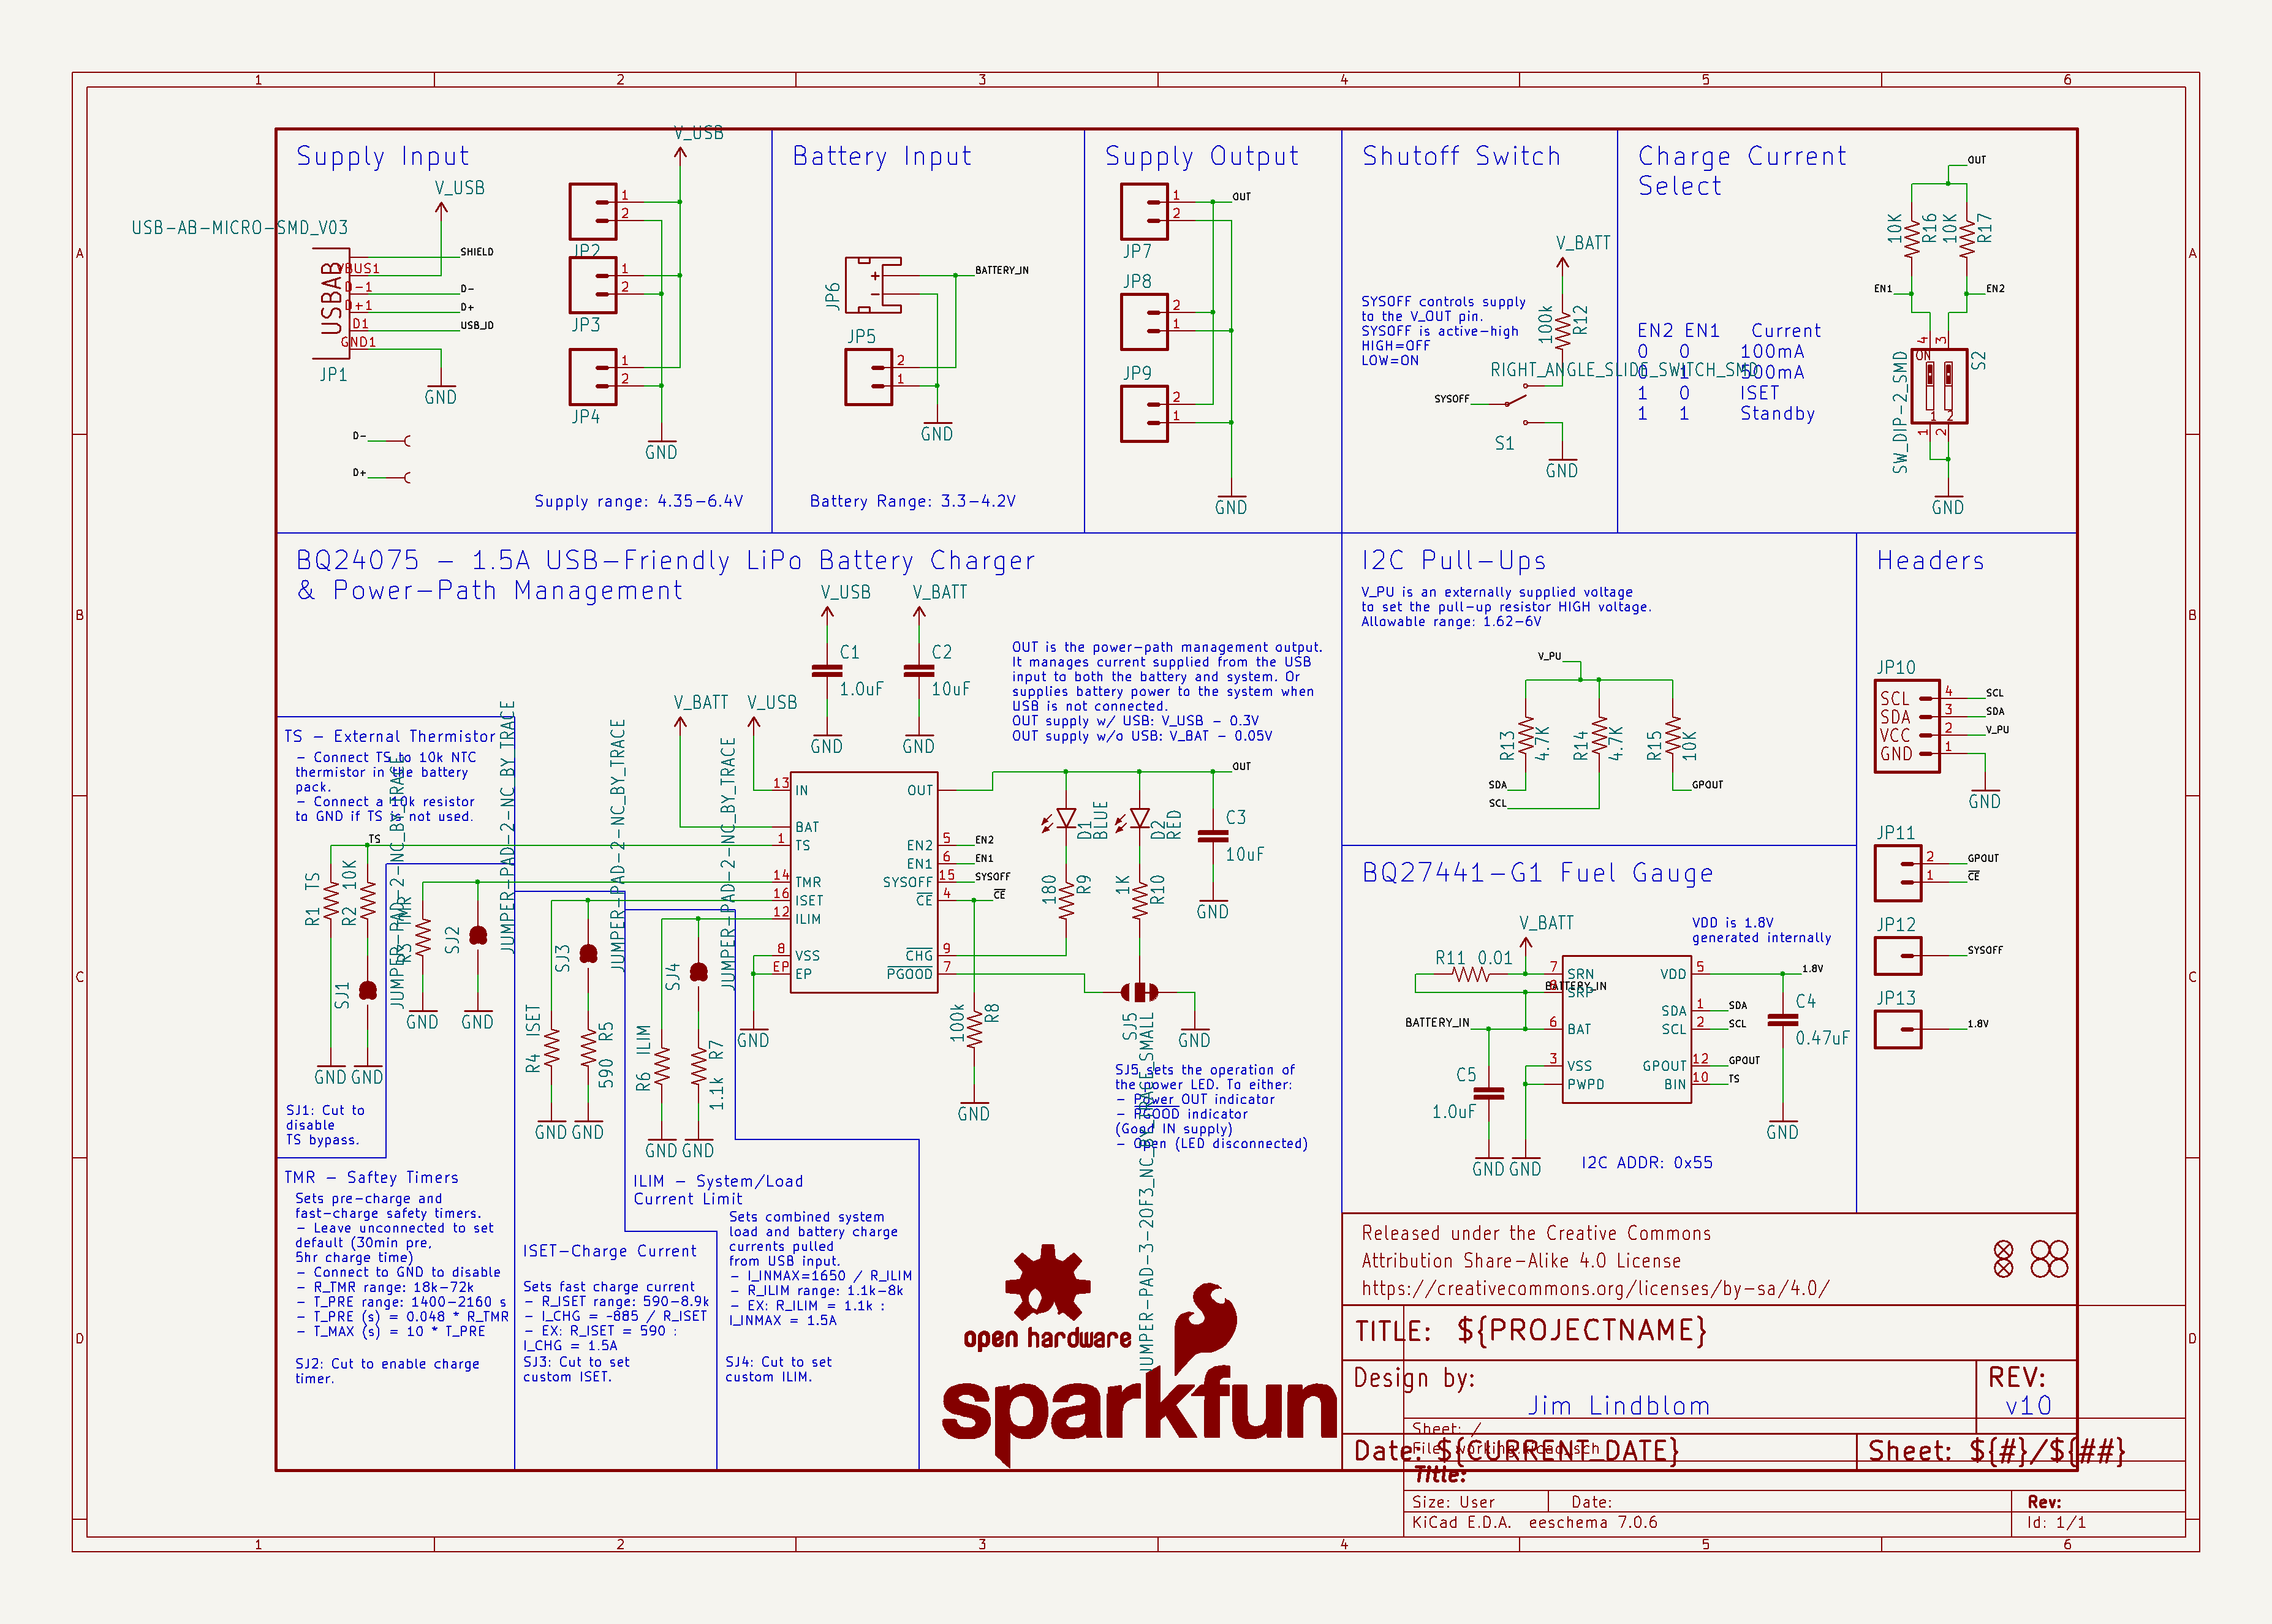 1 2 3 4 5 6
A
B
C
D
Supply Input
V_USB
V_USB
USB-AB-MICRO-SMD_V03
USBAB
VBUS1
D-1
D+1
D1
GND1
SHIELD
D-
D+
USB_ID
JP1
GND
D-
D+
1
2
JP2
1
2
JP3
1
2
JP4
GND
Supply range: 4.35-6.4V
Battery Input
JP6
+
-
BATTERY_IN
JP5
2
1
GND
Battery Range: 3.3-4.2V
Supply Output
1
2
OUT
JP7
JP8
2
1
JP9
2
1
GND
Shutoff Switch
V_BATT
SYSOFF controls supply
to the V_OUT pin.
SYSOFF is active-high
HIGH=OFF
LOW=ON
100k
R12
RIGHT_ANGLE_SLIDE_SWITCH_SMD
SYSOFF
S1
GND
Charge Current
Select
OUT
10K
R16
10K
R17
EN1
EN2
EN2 EN1 Current
0 0 100mA
0 1 500mA
1 0 ISET
1 1 Standby
SW_DIP-2_SMD
4
3
ON
1 2
1
2
S2
GND
BQ24075 - 1.5A USB-Friendly LiPo Battery Charger
& Power-Path Management
V_USB
C1
1.0uF
GND
V_BATT
C2
10uF
GND
OUT is the power-path management output.
It manages current supplied from the USB
input to both the battery and system. Or
supplies battery power to the system when
USB is not connected.
OUT supply w/ USB: V_USB - 0.3V
OUT supply w/o USB: V_BAT - 0.05V
V_BATT
V_USB
TS - External Thermistor
- Connect TS to 10k NTC
thermistor in the battery
pack.
- Connect a 10k resistor
to GND if TS is not used.
TS
R1 TS
R2 10K
SJ1
JUMPER-PAD-2-NC_BY_TRACE
GND GND
SJ1: Cut to
disable
TS bypass.
R3 TMR
SJ2
JUMPER-PAD-2-NC_BY_TRACE
GND
GND
R4 ISET
SJ3
JUMPER-PAD-2-NC_BY_TRACE
590 R5
GND GND
R6 ILIM
SJ4
JUMPER-PAD-2-NC_BY_TRACE
1.1k R7
GND GND
13 IN
BAT
1 TS
14 TMR
16 ISET
12 ILIM
8 VSS
EP EP
GND
OUT
EN2 5 EN2
EN1 6 EN1
SYSOFF 15 SYSOFF
CE 4 CE
CHG 9
PGOOD 7
OUT
D1
BLUE
D2
RED
C3
10uF
GND
180
R9
1K
R10
100k
R8
GND
SJ5
JUMPER-PAD-3-2OF3_NC_BY_TRACE_SMALL
GND
SJ5 sets the operation of
the power LED. To either:
- Power OUT indicator
- PGOOD indicator
(Good IN supply)
- Open (LED disconnected)
TMR - Saftey Timers
Sets pre-charge and
fast-charge safety timers.
- Leave unconnected to set
default (30min pre,
5hr charge time)
- Connect to GND to disable
- R_TMR range: 18k-72k
- T_PRE range: 1400-2160 s
- T_PRE (s) = 0.048 * R_TMR
- T_MAX (s) = 10 * T_PRE
SJ2: Cut to enable charge
timer.
ISET-Charge Current
Sets fast charge current
- R_ISET range: 590-8.9k
- I_CHG = ~885 / R_ISET
- EX: R_ISET = 590 :
I_CHG = 1.5A
SJ3: Cut to set
custom ISET.
ILIM - System/Load
Current Limit
Sets combined system
load and battery charge
currents pulled
from USB input.
- I_INMAX=1650 / R_ILIM
- R_ILIM range: 1.1k-8k
- EX: R_ILIM = 1.1k :
I_INMAX = 1.5A
SJ4: Cut to set
custom ILIM.
open hardware
sparkfun
I2C Pull-Ups
V_PU is an externally supplied voltage
to set the pull-up resistor HIGH voltage.
Allowable range: 1.62-6V
V_PU
R13
4.7K
R14
4.7K
R15
10K
SDA
SCL
GPOUT
BQ27441-G1 Fuel Gauge
V_BATT
VDD is 1.8V
generated internally
R11 0.01
7 SRN
8 SRP
BATTERY_IN
BATTERY_IN
6 BAT
3 VSS
PWPD
VDD 5
1.8V
SDA 1 SDA
SCL 2 SCL
GPOUT 12 GPOUT
BIN 10 TS
C4
0.47uF
GND
C5
1.0uF
GND GND
I2C ADDR: 0x55
Headers
JP10
SCL 4 SCL
SDA 3 SDA
VCC 2 V_PU
GND 1
GND
JP11
2 GPOUT
1 CE
JP12
SYSOFF
JP13
1.8V
Released under the Creative Commons
Attribution Share-Alike 4.0 License
https://creativecommons.org/licenses/by-sa/4.0/
TITLE: ${PROJECTNAME}
Design by:
Jim Lindblom
REV:
v10
Sheet: /
File: working.kicad_sch
Date: ${CURRENT_DATE}
Sheet: ${#}/${##}
Title:
Size: User Date: Rev:
KiCad E.D.A. eeschema 7.0.6 Id: 1/1
A
B
C
D
1 2 3 4 5 6